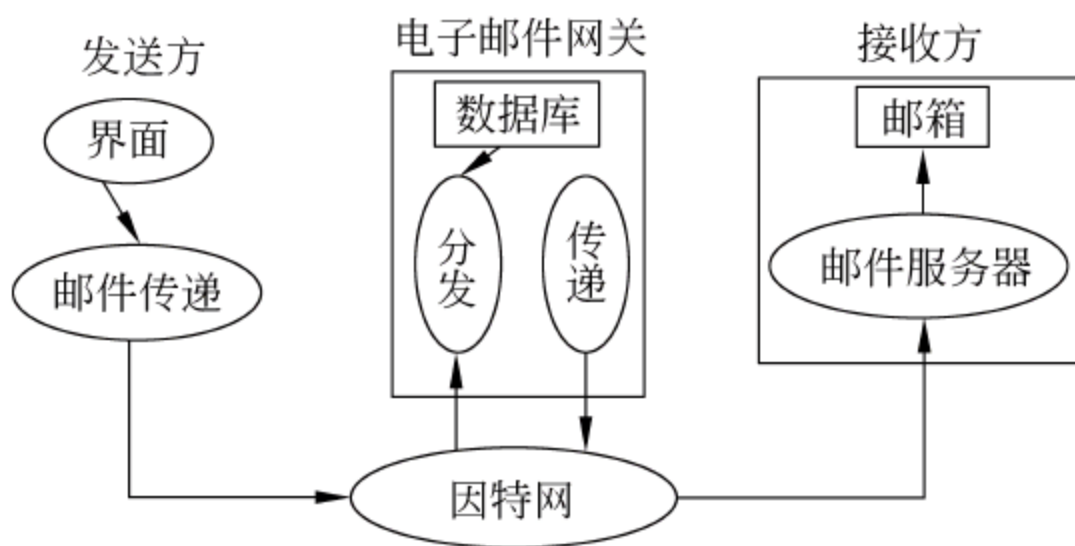 发送方
界面
邮件传递
电子邮件网关
数据库
分发
传递
因特网
接收方
邮箱
邮件服务器